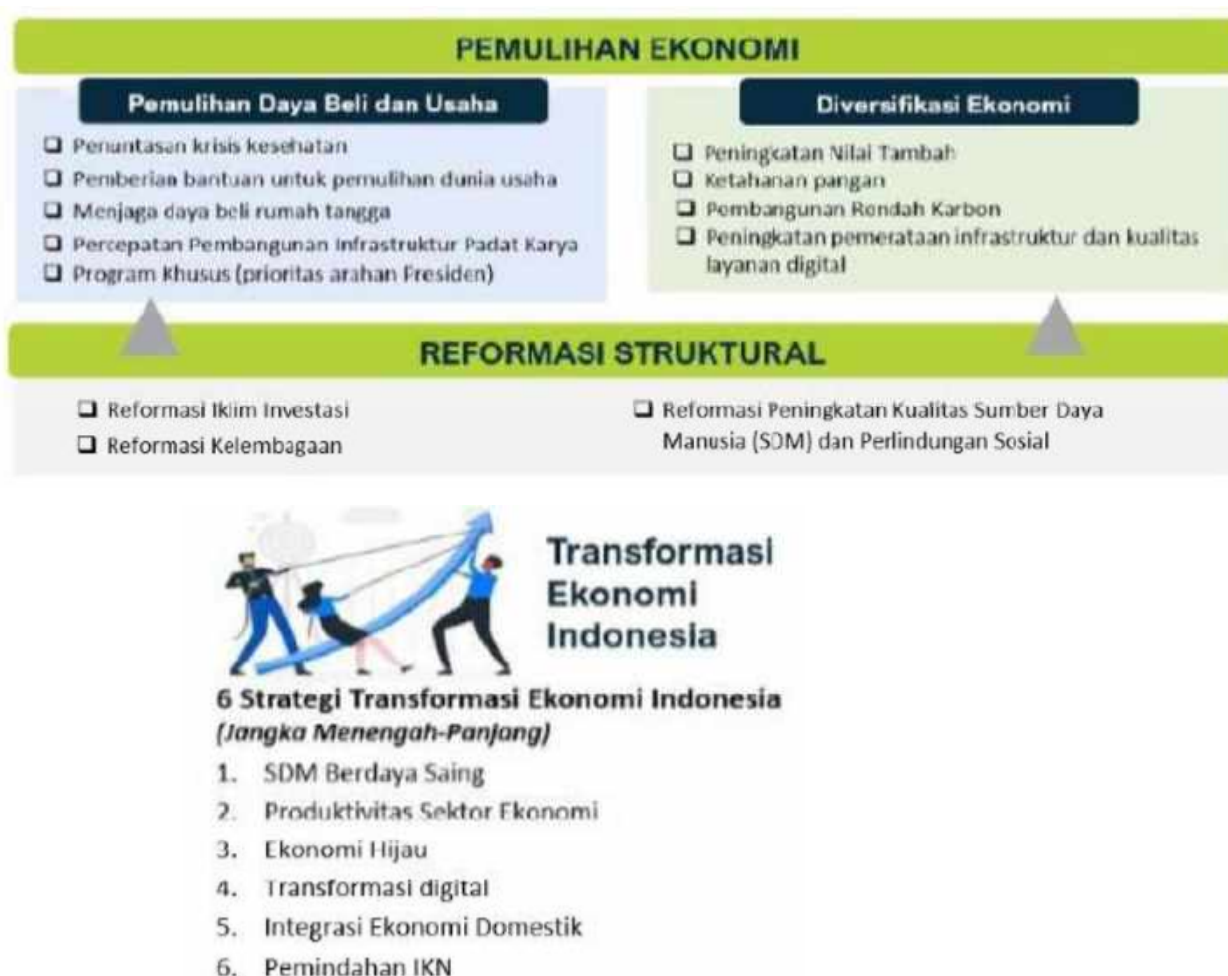 PEMULIHAN EKONOMI
Pemulihan Daya Beli dan Usaha
❑ Penuntasan krisis kesehatan
❑ Pemberian bantuan untuk pemulihan dunia usaha
❑ Menjaga daya beli rumah tangga
❑ Percepatan Pembangunan Infrastruktur Padat Karya
❑ Program Khusus (prioritas arahan Presiden)
Diversifikasi Ekonomi
❑ Peningkatan Nilai Tambah
❑ Ketahanan pangan
❑ Pembangunan Rendah Karbon
❑ Peningkatan pemerataan infrastruktur dan kualitas
layanan digital
REFORMASI STRUKTURAL
❑ Reformasi Iklim Investasi
❑ Reformasi Kelembagaan
❑ Reformasi Peningkatan Kualitas Sumber Daya
Manusia (SDM) dan Perlindungan Sosial
Transformasi
Ekonomi
Indonesia
6 Strategi Transformasi Ekonomi Indonesia
(Jangka Menengah-Panjang)
1. SDM Berdaya Saing
2. Produktivitas Sektor Ekonomi
3. Ekonomi Hijau
4. Transformasi digital
5. Integrasi Ekonomi Domestik
6. Pemindahan IKN